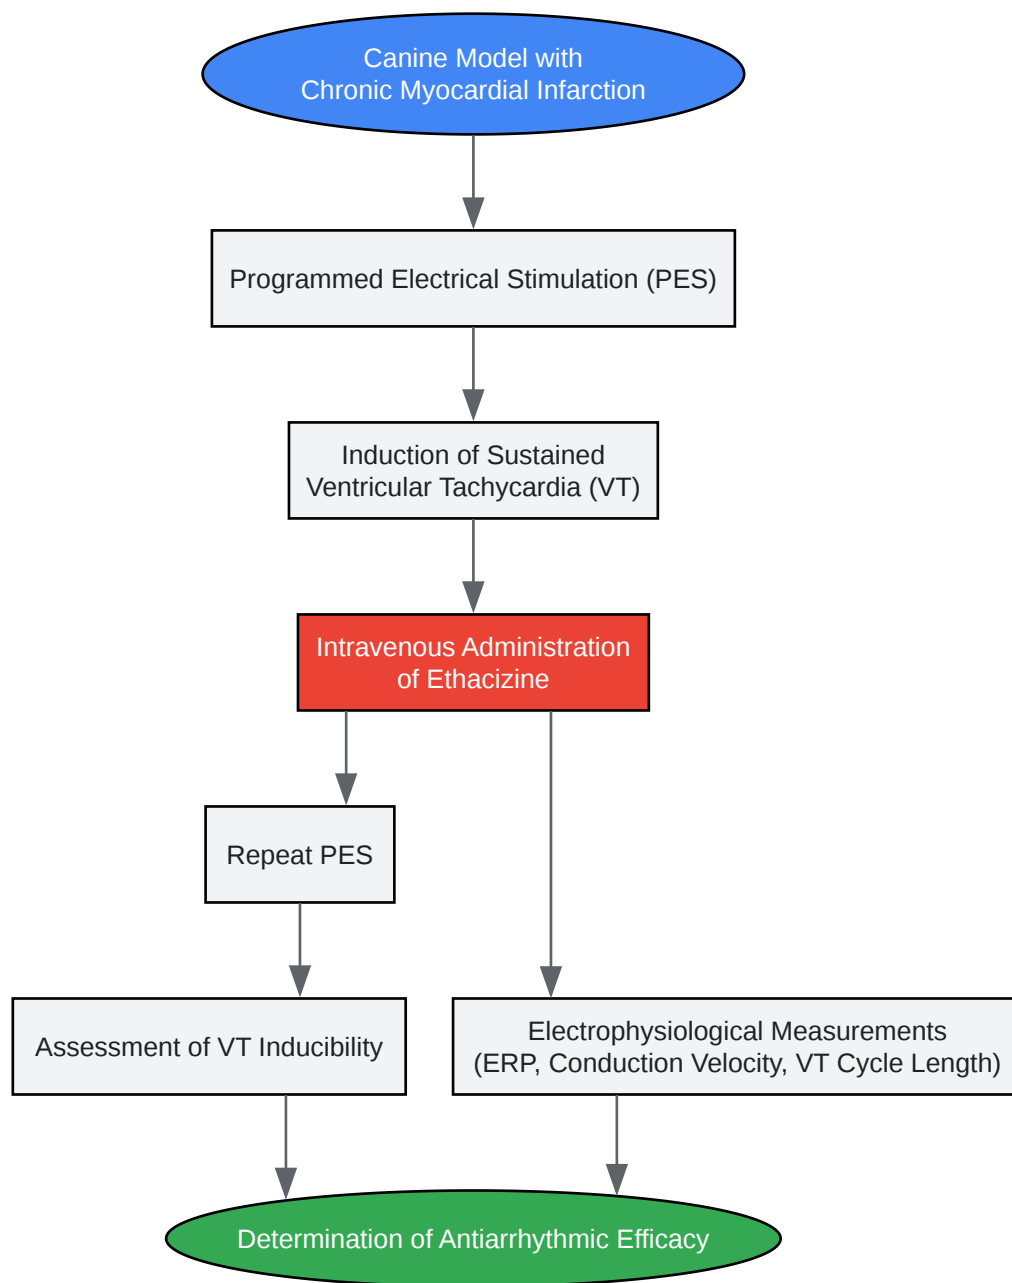 Canine Model with
Chronic Myocardial Infarction
Programmed Electrical Stimulation (PES)
Induction of Sustained
Ventricular Tachycardia (VT)
Intravenous Administration
of Ethacizine
Repeat PES
Assessment of VT Inducibility
Electrophysiological Measurements
(ERP, Conduction Velocity, VT Cycle Length)
Determination of Antiarrhythmic Efficacy